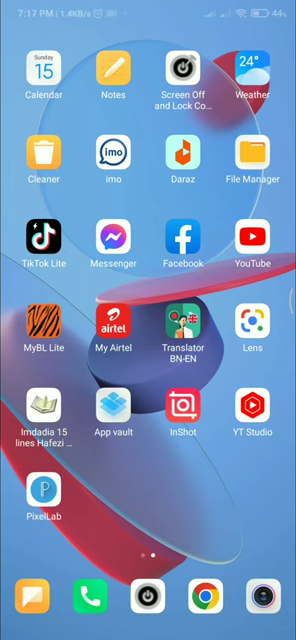 7:17 PM | 1.4KB/s
44%
Sunday
15
24°
Calendar
Notes
Screen Off and Lock Co...
Weather
imo
Cleaner
imo
Daraz
File Manager
TikTok Lite
Messenger
Facebook
YouTube
airtel
MyBL Lite
My Airtel
Translator BN-EN
Lens
Imdadia 15 lines Hafezi ...
App vault
InShot
YT Studio
P
PixelLab